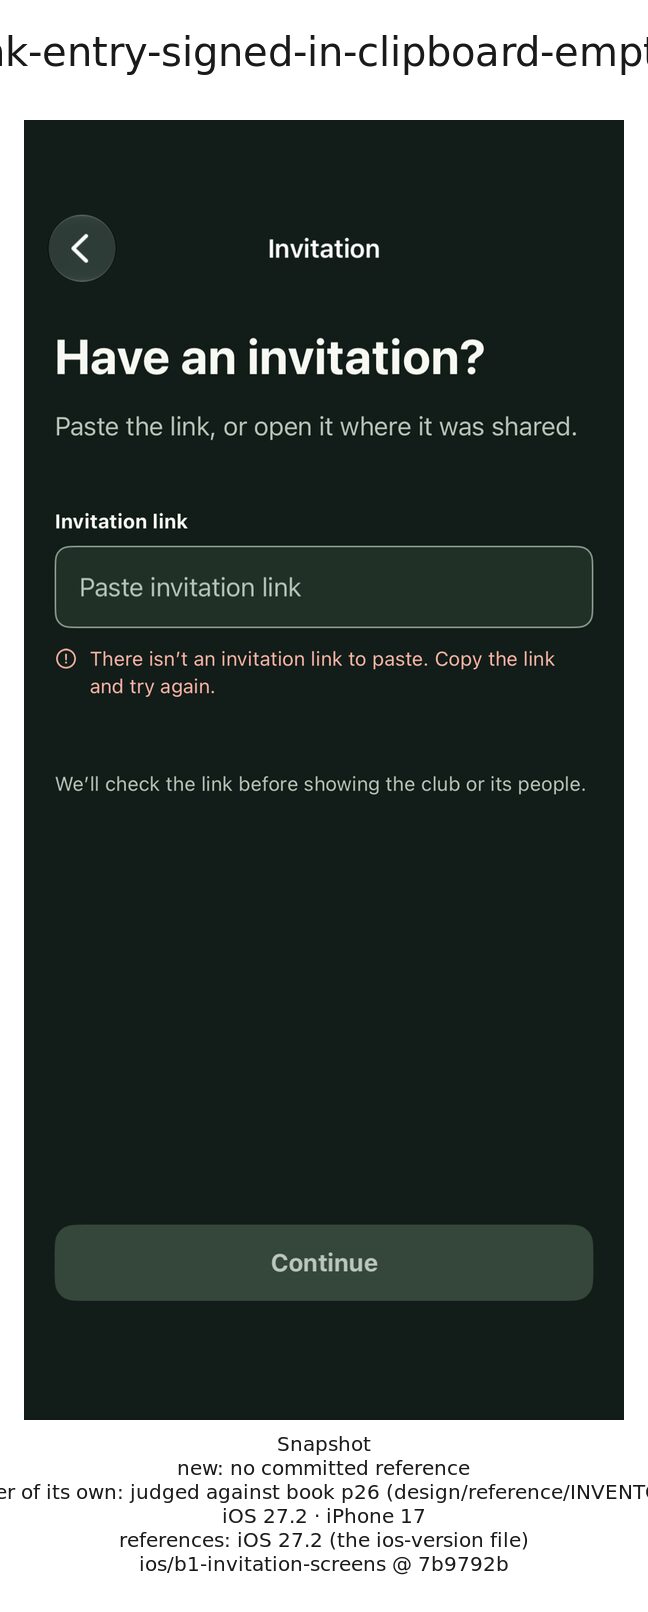 nk-entry-signed-in-clipboard-empt
Invitation
Have an invitation?
Paste the link, or open it where it was shared.
Invitation link
Paste invitation link
There isn’t an invitation link to paste. Copy the link
and try again.
We’ll check the link before showing the club or its people.
Continue
Snapshot
new: no committed reference
er of its own: judged against book p26 (design/reference/INVENTO
iOS 27.2 · iPhone 17
references: iOS 27.2 (the ios-version file)
ios/b1-invitation-screens @ 7b9792b